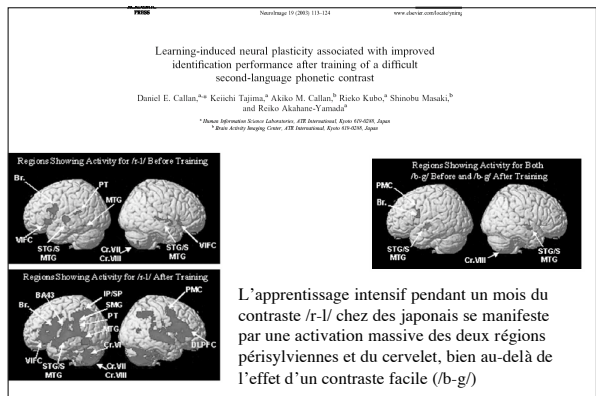 PRESS
NeuroImage 19 (2003) 113–124
www.elsevier.com/locate/ynimg
Learning-induced neural plasticity associated with improved
identification performance after training of a difficult
second-language phonetic contrast
Daniel E. Callan,a,* Keiichi Tajima,a Akiko M. Callan,b Rieko Kubo,a Shinobu Masaki,b
and Reiko Akahane-Yamadaa
a Human Information Science Laboratories, ATR International, Kyoto 619-0288, Japan
b Brain Activity Imaging Center, ATR International, Kyoto 619-0288, Japan
Regions Showing Activity for /r-l/ Before Training
Br.
PT
MTG
VIFC
STG/S
MTG
Cr.VII
Cr.VIII
STG/S
MTG
VIFC
Regions Showing Activity for Both
/b-g/ Before and /b-g/ After Training
PMC
Br.
Cr.VIII
STG/S
MTG
Regions Showing Activity for /r-l/ After Training
BA43
Br.
IP/SP
SMG
PT
MTG
Cr.VI
VIFC
STG/S
MTG
Cr.VII
Cr.VIII
PMC
DLPFC
L'apprentissage intensif pendant un mois du
contraste /r-l/ chez des japonais se manifeste
par une activation massive des deux régions
périsylviennes et du cervelet, bien au-delà de
l'effet d'un contraste facile (/b-g/)